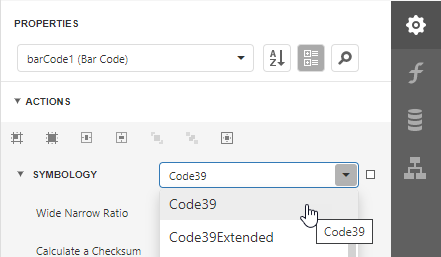 PROPERTIES
barCode1 (Bar Code)
A
Z
ACTIONS
SYMBOLOGY
Code39
Wide Narrow Ratio
Code39
Code39
Calculate a Checksum
Code39Extended